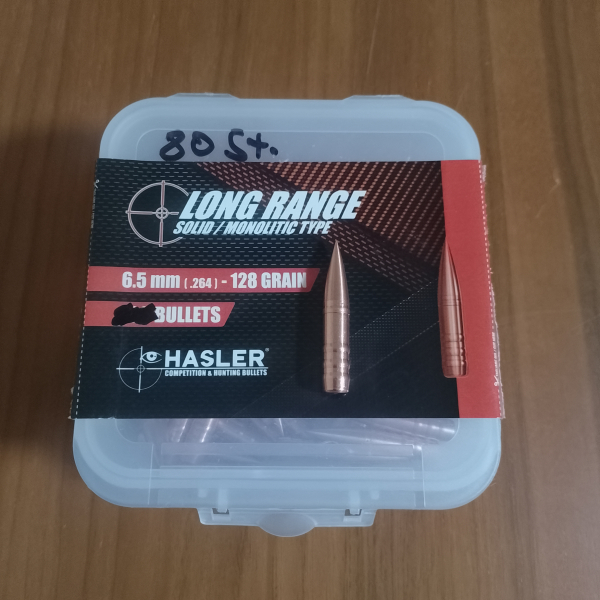 80 St.
LONG RANGE
SOLID / MONOLITIC TYPE
6.5 mm ( .264 ) - 128 GRAIN
BULLETS
HASLER®
COMPETITION & HUNTING BULLETS